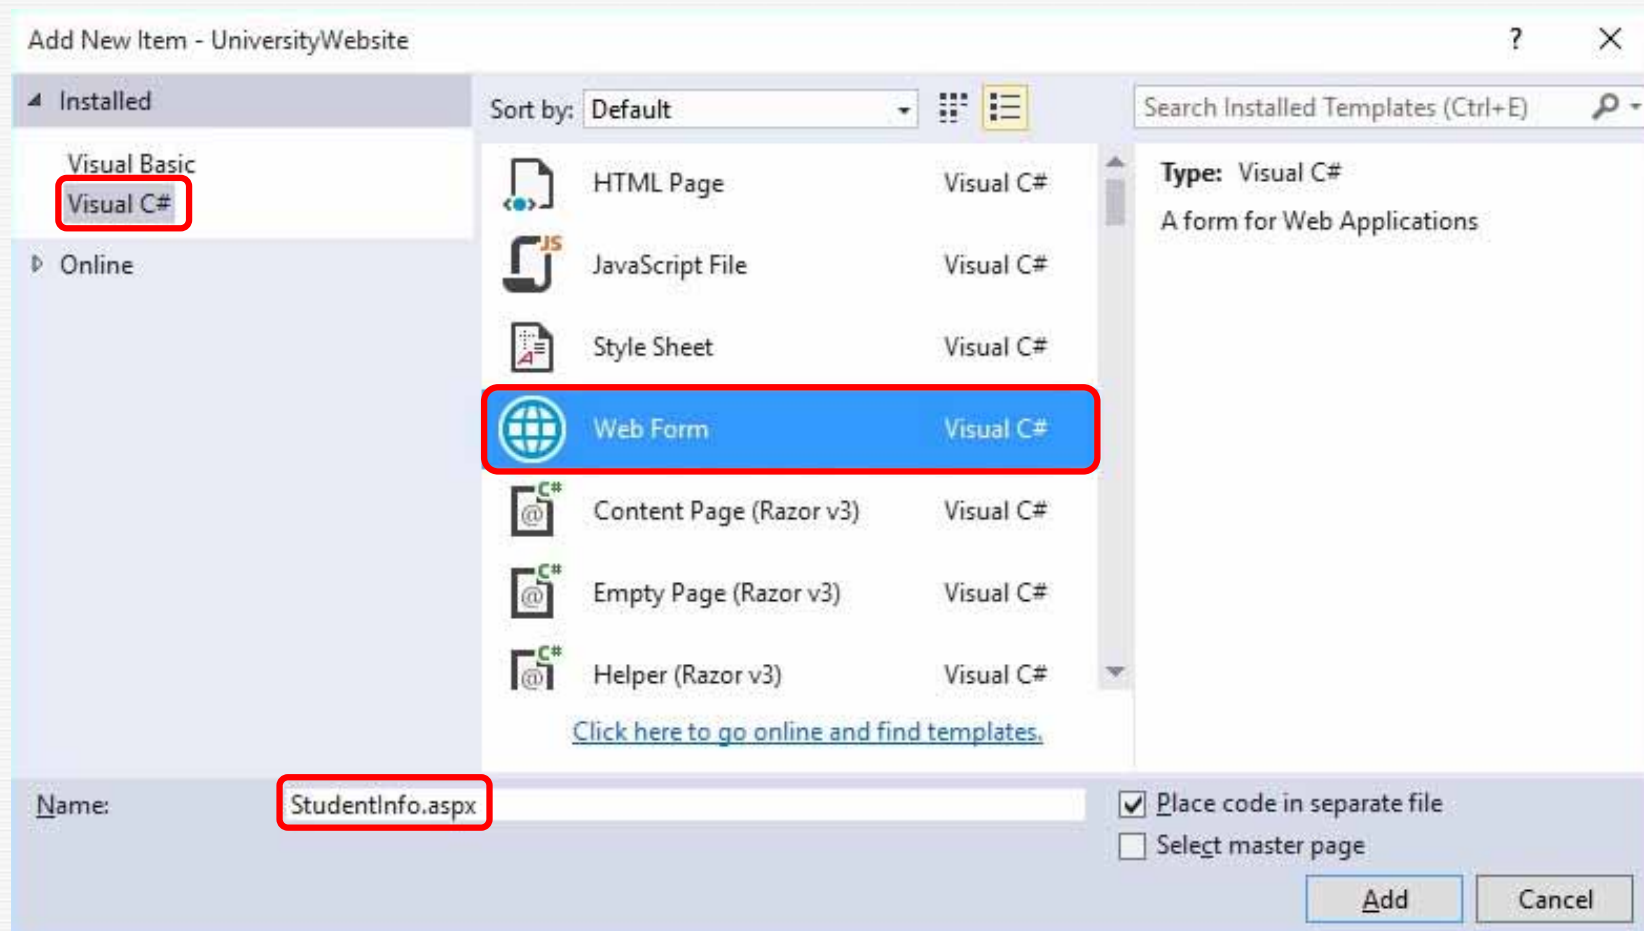 Add New Item - UniversityWebsite
?
Installed
Visual Basic
Visual C#
Online
Sort by: Default
Search Installed Templates (Ctrl+E)
HTML Page Visual C#
JS
JavaScript File Visual C#
A
Style Sheet Visual C#
Web Form Visual C#
C#
@
Content Page (Razor v3) Visual C#
C#
@
Empty Page (Razor v3) Visual C#
C#
@
Helper (Razor v3) Visual C#
Click here to go online and find templates.
Type: Visual C#
A form for Web Applications
Name: StudentInfo.aspx
Place code in separate file
Select master page
Add Cancel